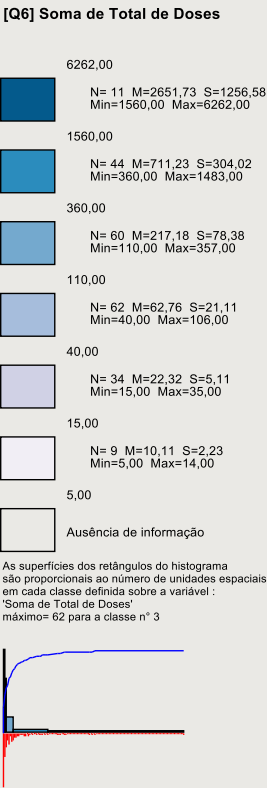 [Q6] Soma de Total de Doses
6262,00
N= 11 M=2651,73 S=1256,58
Min=1560,00 Max=6262,00
1560,00
N= 44 M=711,23 S=304,02
Min=360,00 Max=1483,00
360,00
N= 60 M=217,18 S=78,38
Min=110,00 Max=357,00
110,00
N= 62 M=62,76 S=21,11
Min=40,00 Max=106,00
40,00
N= 34 M=22,32 S=5,11
Min=15,00 Max=35,00
15,00
N= 9 M=10,11 S=2,23
Min=5,00 Max=14,00
5,00
Ausência de informação
As superfícies dos retângulos do histograma
são proporcionais ao número de unidades espaciais
em cada classe definida sobre a variável :
'Soma de Total de Doses'
máximo= 62 para a classe n° 3